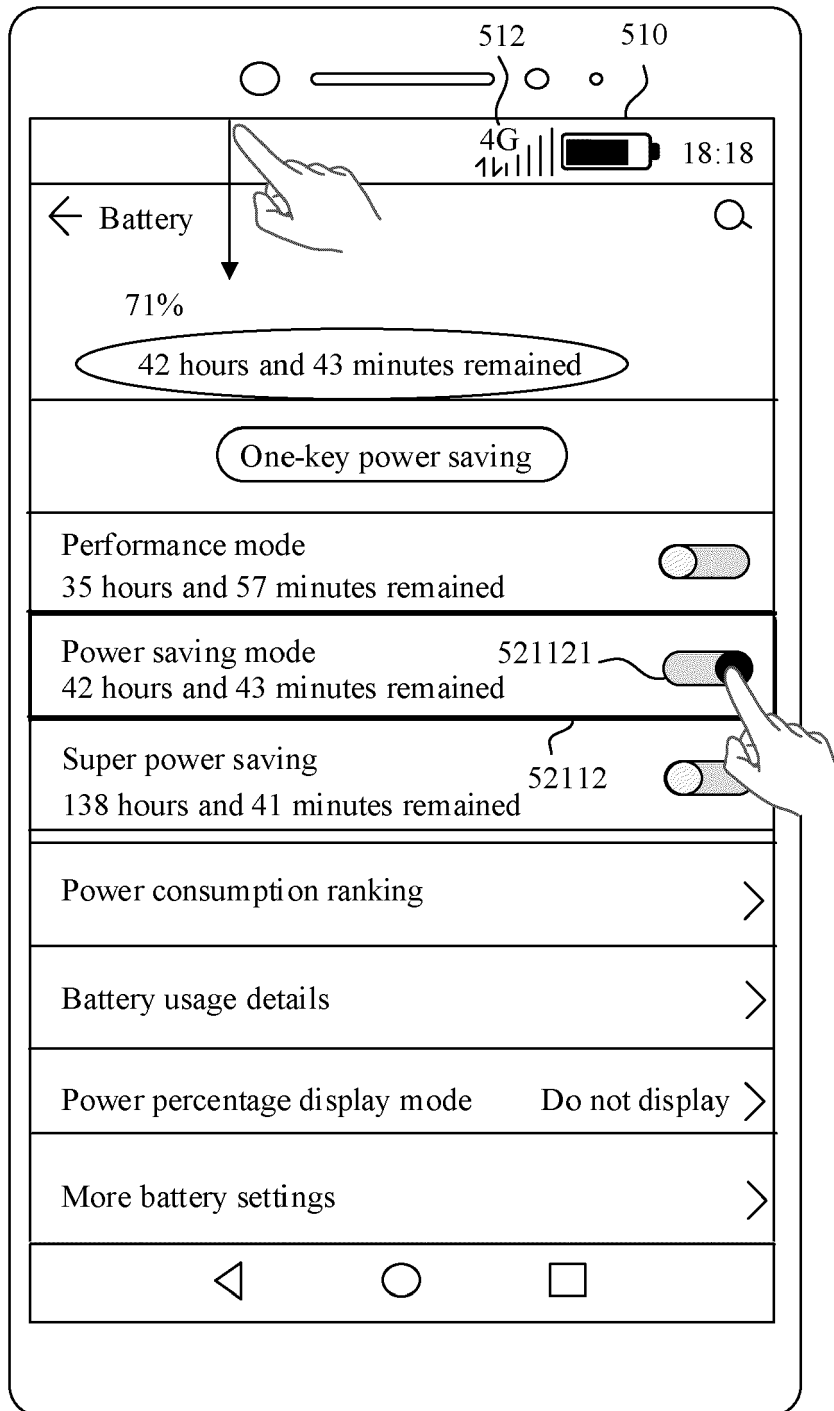 512
510
4G
18:18
Battery
71%
42 hours and 43 minutes remained
One-key power saving
Performance mode
35 hours and 57 minutes remained
Power saving mode
521121
42 hours and 43 minutes remained
Super power saving
52112
138 hours and 41 minutes remained
Power consumption ranking
Battery usage details
Power percentage display mode Do not display
More battery settings